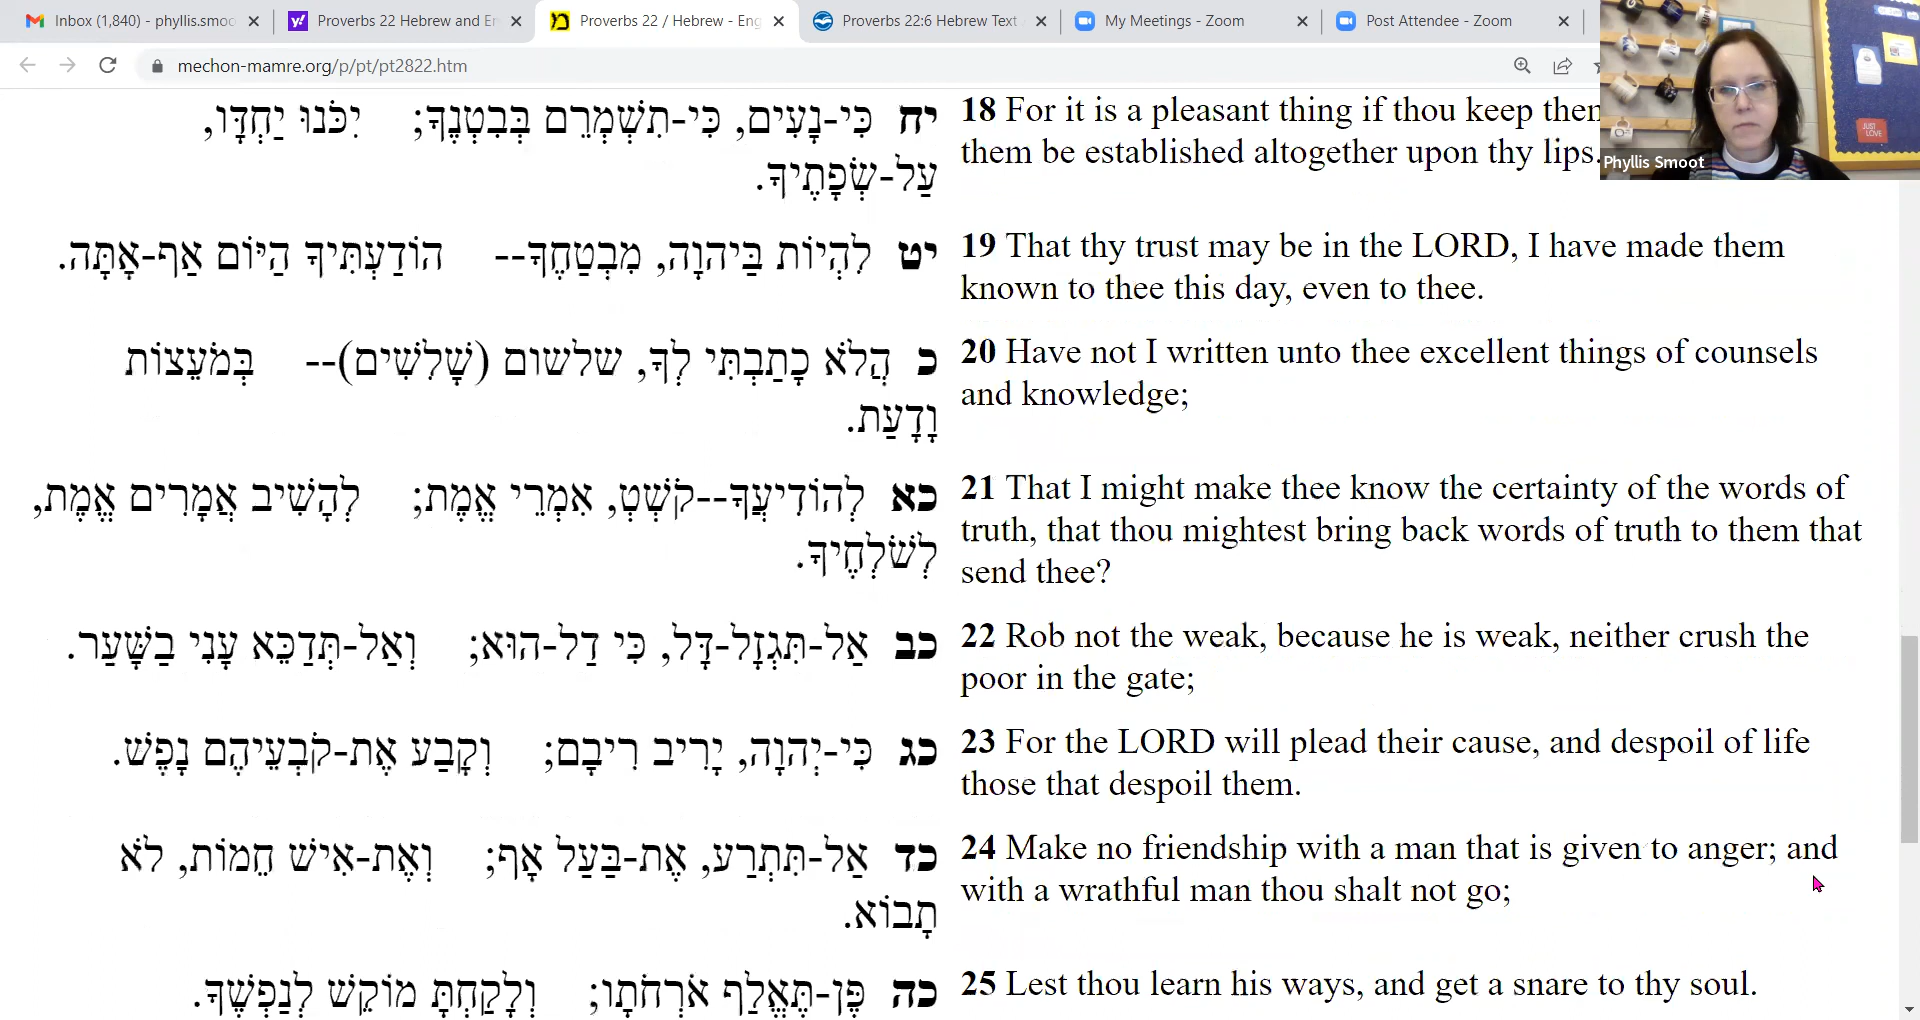 Inbox (1,840) - phyllis.smoo
Proverbs 22 Hebrew and En
Proverbs 22 / Hebrew - Eng
Proverbs 22:6 Hebrew Text
My Meetings - Zoom
Post Attendee - Zoom
mechon-mamre.org/p/pt/pt2822.htm
JUST LOVE
Phyllis Smoot
יח כִּי-נָעִים, כִּי-תִשְׁמְרֵם בְּבִטְנֶךָ; יִכֹּנוּ יַחְדָּו,
עַל-שְׂפָתֶיךָ.
18 For it is a pleasant thing if thou keep then
them be established altogether upon thy lips.
יט לִהְיוֹת בַּיהוָה, מִבְטַחֶךָ-- הוֹדַעְתִּיךָ הַיּוֹם אַף-אָתָּה.
19 That thy trust may be in the LORD, I have made them
known to thee this day, even to thee.
כ הֲלֹא כָתַבְתִּי לְךָ, שלשום (שָׁלִשִׁים)-- בְּמֹעֵצוֹת
וָדָעַת.
20 Have not I written unto thee excellent things of counsels
and knowledge;
כא לְהוֹדִיעֲךָ--קֹשְׁטְ, אִמְרֵי אֱמֶת; לְהָשִׁיב אֲמָרִים אֱמֶת,
לְשֹׁלְחֶיךָ.
21 That I might make thee know the certainty of the words of
truth, that thou mightest bring back words of truth to them that
send thee?
כב אַל-תִּגְזָל-דָּל, כִּי דַל-הוּא; וְאַל-תְּדַכֵּא עָנִי בַשָּׁעַר.
22 Rob not the weak, because he is weak, neither crush the
poor in the gate;
כג כִּי-יְהוָה, יָרִיב רִיבָם; וְקָבַע אֶת-קֹבְעֵיהֶם נָפֶשׁ.
23 For the LORD will plead their cause, and despoil of life
those that despoil them.
כד אַל-תִּתְרַע, אֶת-בַּעַל אָף; וְאֶת-אִישׁ חֵמוֹת, לֹא
תָבוֹא.
24 Make no friendship with a man that is given to anger; and
with a wrathful man thou shalt not go;
כה פֶּן-תֶּאֱלַף אֹרְחֹתָו; וְלָקַחְתָּ מוֹקֵשׁ לְנַפְשֶׁךָ.
25 Lest thou learn his ways, and get a snare to thy soul.